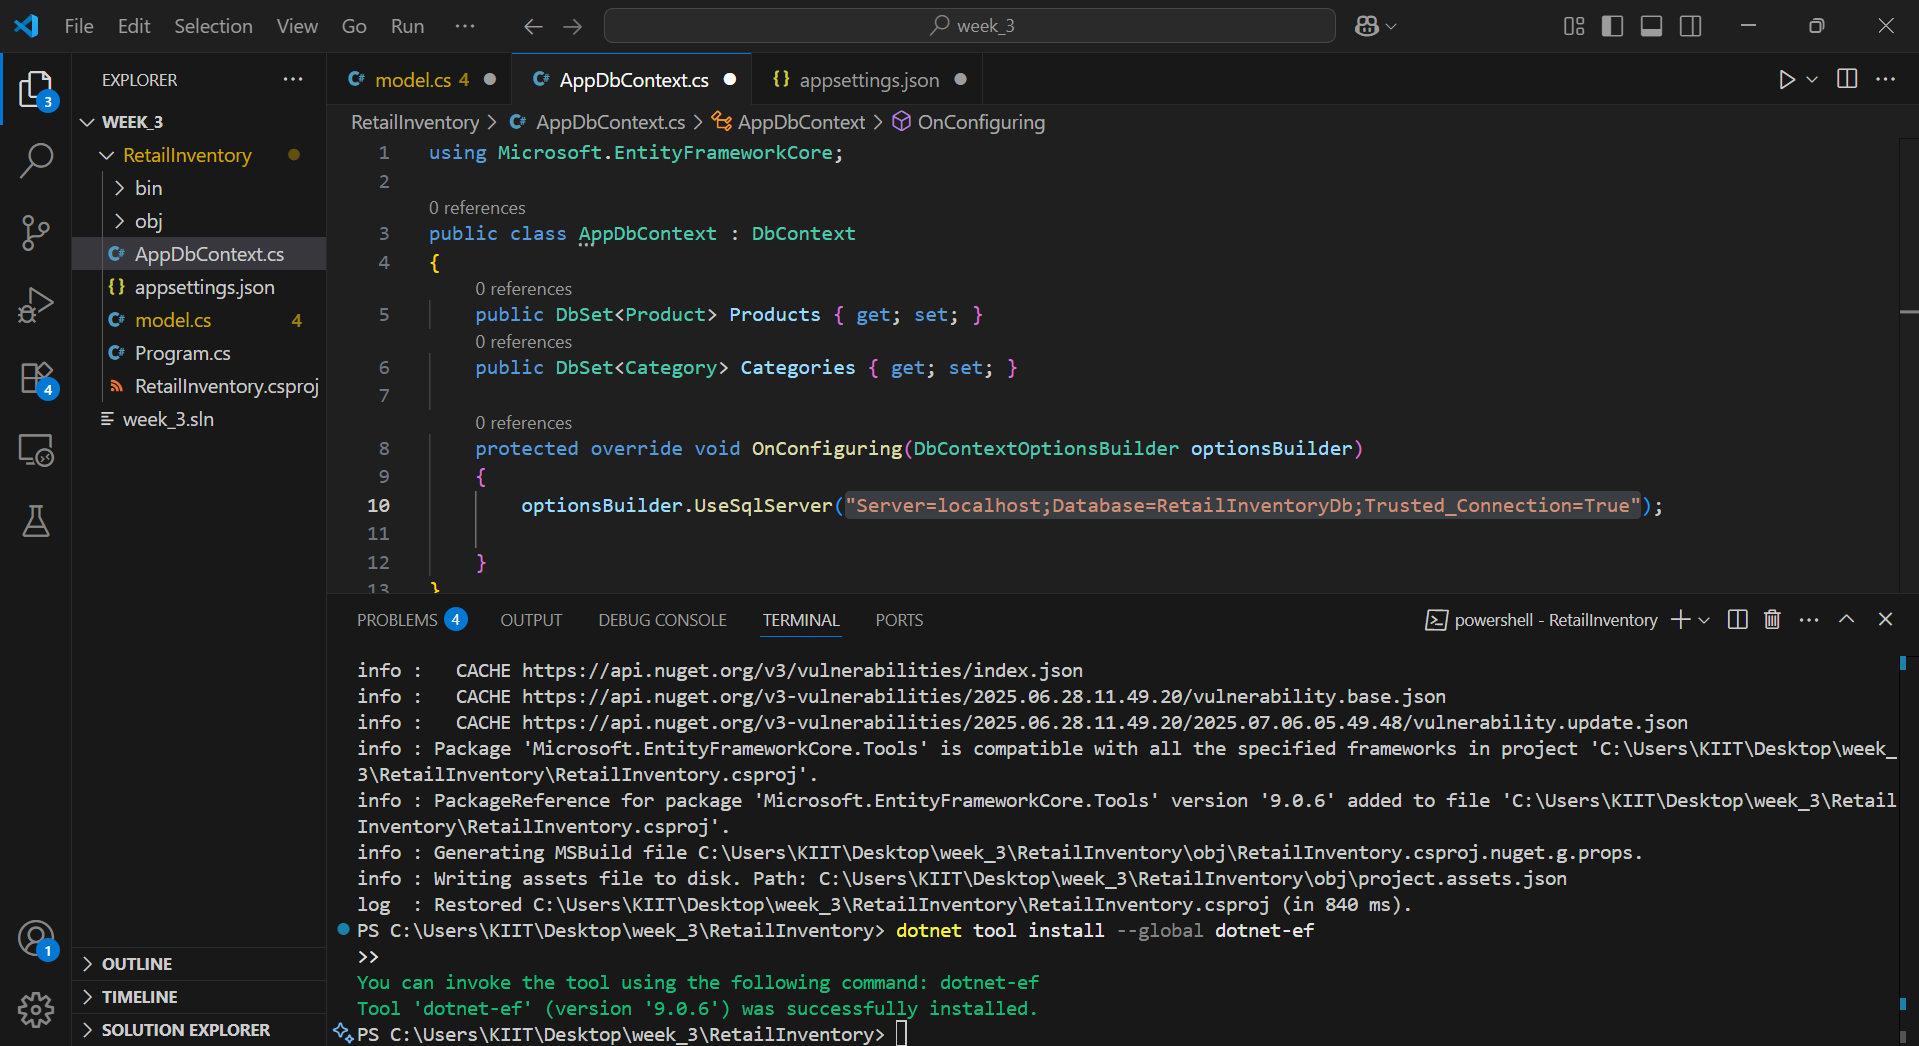 File Edit Selection View Go Run ··· week_3
EXPLORER ···
WEEK_3
RetailInventory
bin
obj
C# AppDbContext.cs
{} appsettings.json
C# model.cs 4
C# Program.cs
RetailInventory.csproj
week_3.sln
OUTLINE
TIMELINE
SOLUTION EXPLORER
3
4
1
C# model.cs 4
C# AppDbContext.cs
{} appsettings.json
RetailInventory > C# AppDbContext.cs > AppDbContext > OnConfiguring
1 using Microsoft.EntityFrameworkCore;
2
0 references
3 public class AppDbContext : DbContext
4 {
0 references
5 public DbSet<Product> Products { get; set; }
0 references
6 public DbSet<Category> Categories { get; set; }
7
0 references
8 protected override void OnConfiguring(DbContextOptionsBuilder optionsBuilder)
9 {
10 optionsBuilder.UseSqlServer("Server=localhost;Database=RetailInventoryDb;Trusted_Connection=True");
11
12 }
13 }
PROBLEMS 4 OUTPUT DEBUG CONSOLE TERMINAL PORTS powershell - RetailInventory
info :   CACHE https://api.nuget.org/v3/vulnerabilities/index.json
info :   CACHE https://api.nuget.org/v3-vulnerabilities/2025.06.28.11.49.20/vulnerability.base.json
info :   CACHE https://api.nuget.org/v3-vulnerabilities/2025.06.28.11.49.20/2025.07.06.05.49.48/vulnerability.update.json
info : Package 'Microsoft.EntityFrameworkCore.Tools' is compatible with all the specified frameworks in project 'C:\Users\KIIT\Desktop\week_
3\RetailInventory\RetailInventory.csproj'.
info : PackageReference for package 'Microsoft.EntityFrameworkCore.Tools' version '9.0.6' added to file 'C:\Users\KIIT\Desktop\week_3\Retail
Inventory\RetailInventory.csproj'.
info : Generating MSBuild file C:\Users\KIIT\Desktop\week_3\RetailInventory\obj\RetailInventory.csproj.nuget.g.props.
info : Writing assets file to disk. Path: C:\Users\KIIT\Desktop\week_3\RetailInventory\obj\project.assets.json
log  : Restored C:\Users\KIIT\Desktop\week_3\RetailInventory\RetailInventory.csproj (in 840 ms).
PS C:\Users\KIIT\Desktop\week_3\RetailInventory> dotnet tool install --global dotnet-ef
>>
You can invoke the tool using the following command: dotnet-ef
Tool 'dotnet-ef' (version '9.0.6') was successfully installed.
PS C:\Users\KIIT\Desktop\week_3\RetailInventory>